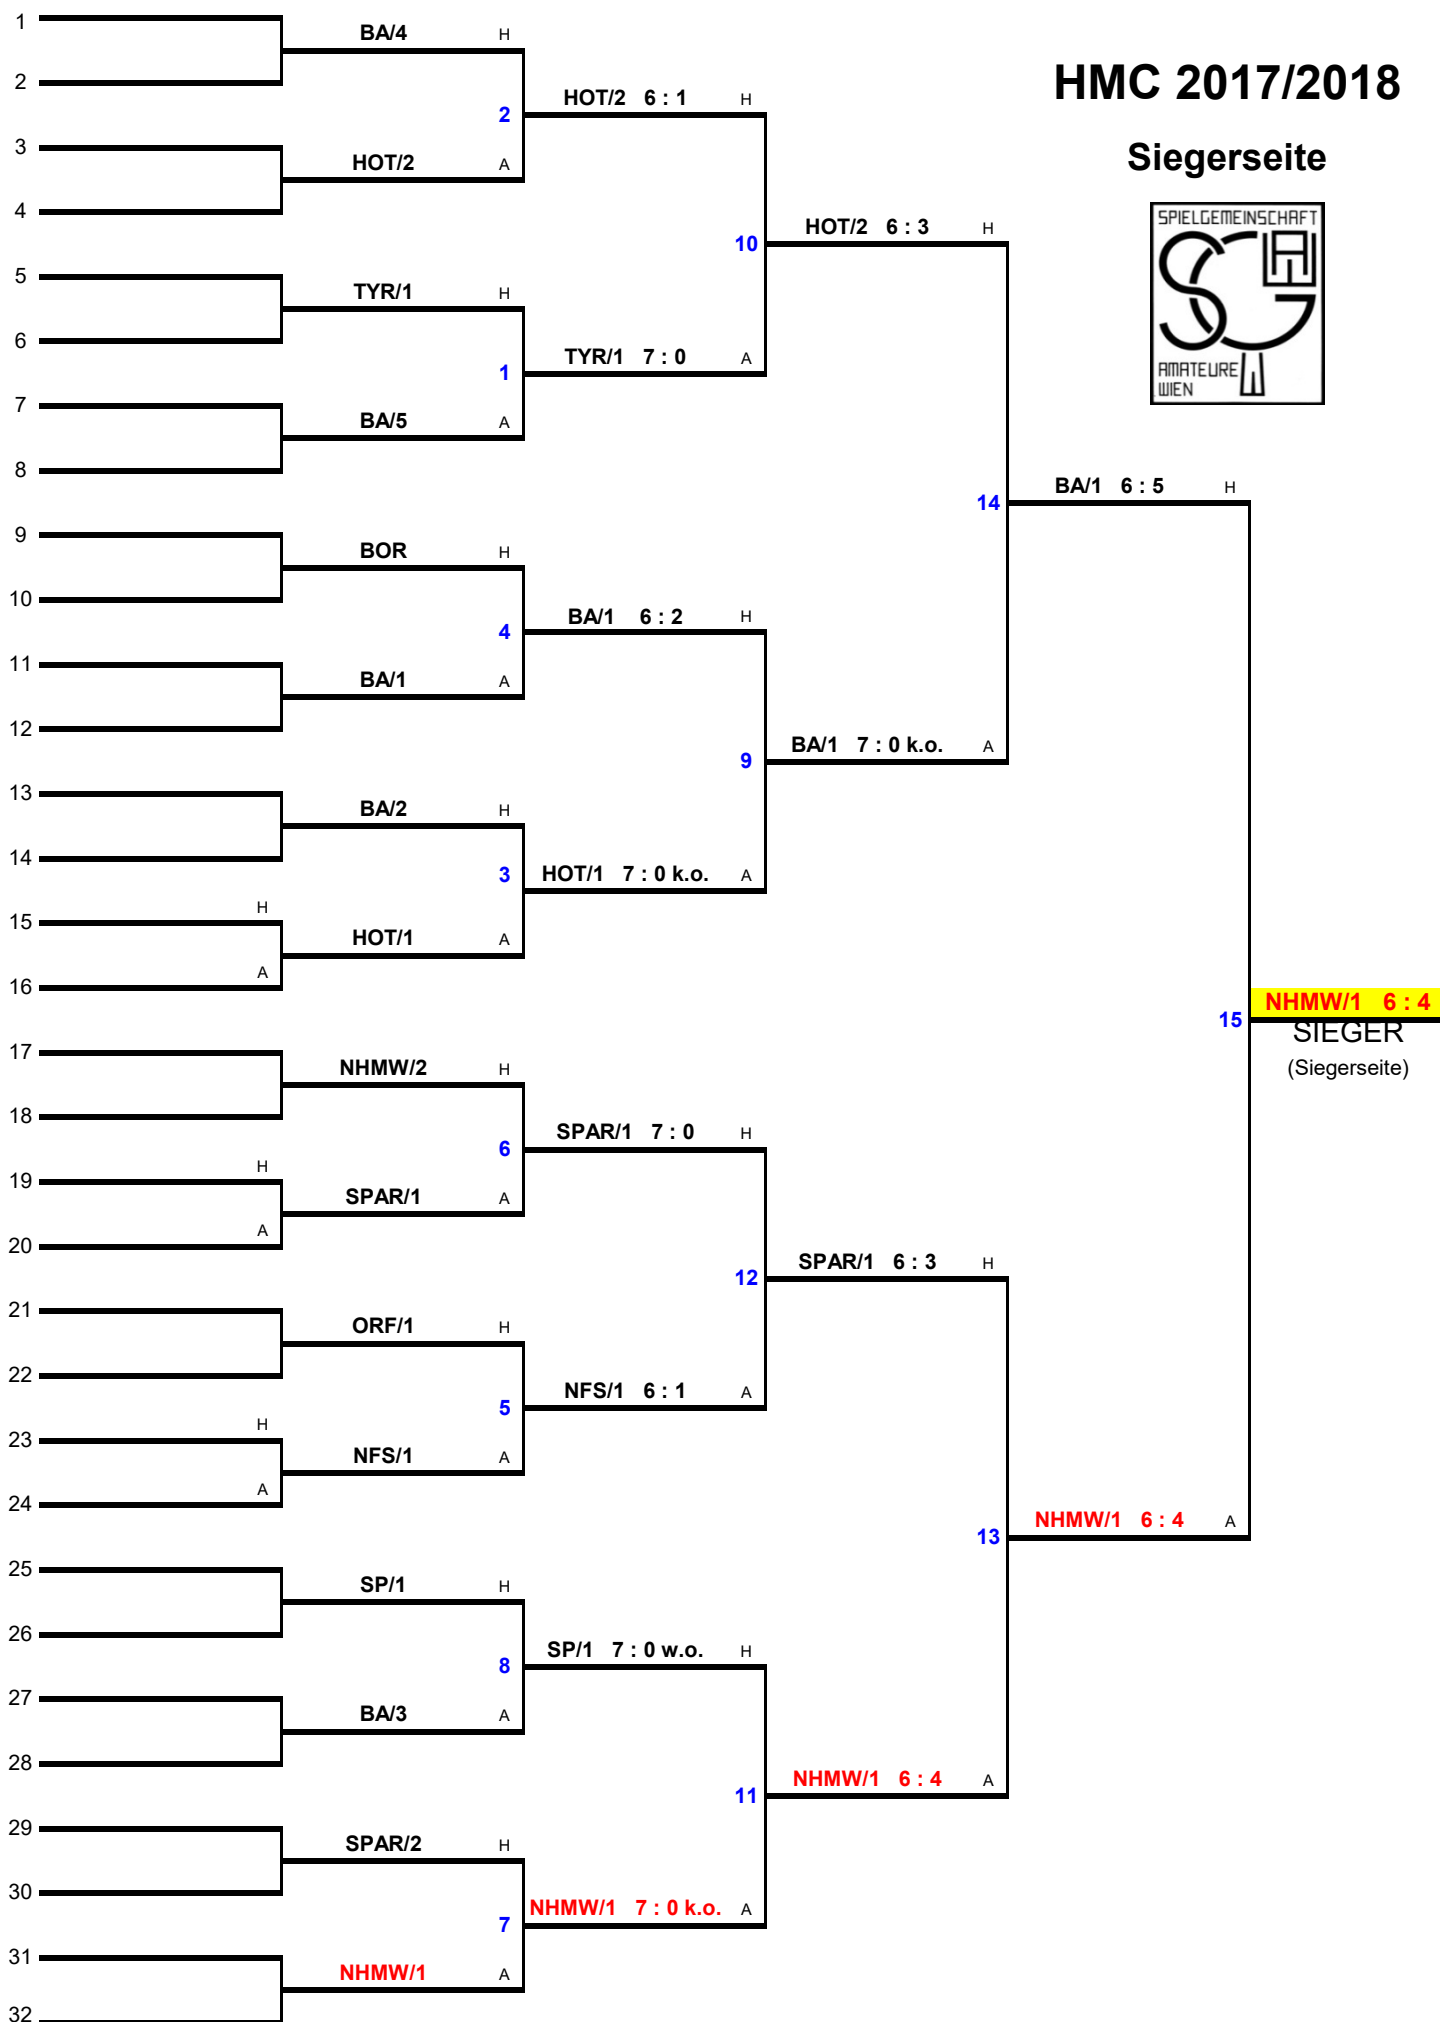 HMC 2017/2018
Siegerseite
SPIELGEMEINSCHAFT
SG AW
AMATEURE
WIEN
1
BA/4 H
2
2
HOT/2 6 : 1 H
3
HOT/2 A
4
10
HOT/2 6 : 3 H
5
TYR/1 H
6
1
TYR/1 7 : 0 A
7
BA/5 A
8
14
BA/1 6 : 5 H
9
BOR H
10
4
BA/1 6 : 2 H
11
BA/1 A
12
9
BA/1 7 : 0 k.o. A
13
BA/2 H
14
3
HOT/1 7 : 0 k.o. A
15 H
HOT/1 A
16 A
15
NHMW/1 6 : 4
SIEGER
(Siegerseite)
17
NHMW/2 H
18
6
SPAR/1 7 : 0 H
19 H
SPAR/1 A
20 A
12
SPAR/1 6 : 3 H
21
ORF/1 H
22
5
NFS/1 6 : 1 A
23 H
NFS/1 A
24 A
13
NHMW/1 6 : 4 A
25
SP/1 H
26
8
SP/1 7 : 0 w.o. H
27
BA/3 A
28
11
NHMW/1 6 : 4 A
29
SPAR/2 H
30
7
NHMW/1 7 : 0 k.o. A
31
NHMW/1 A
32